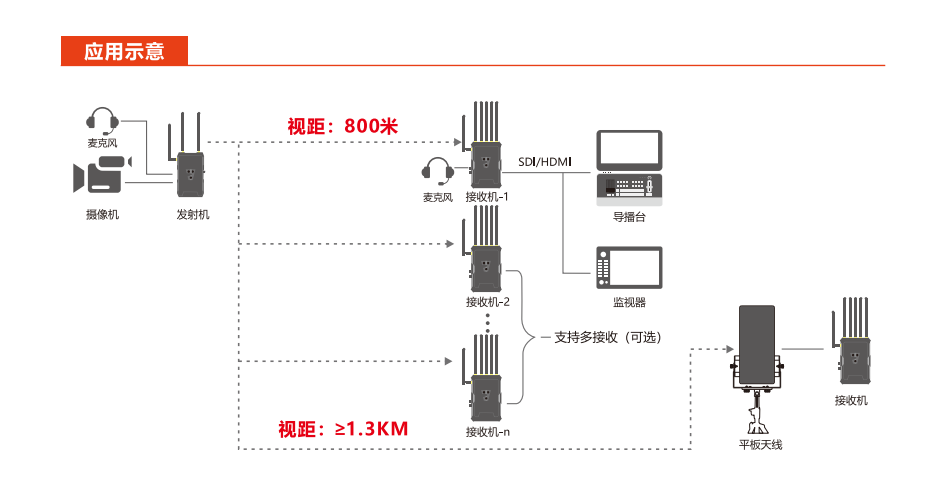 应用示意
视距：800米
麦克风
SDI/HDMI
麦克风
接收机-1
摄像机
发射机
导播台
接收机-2
监视器
支持多接收（可选）
接收机
视距：≥1.3KM
接收机-n
平板天线